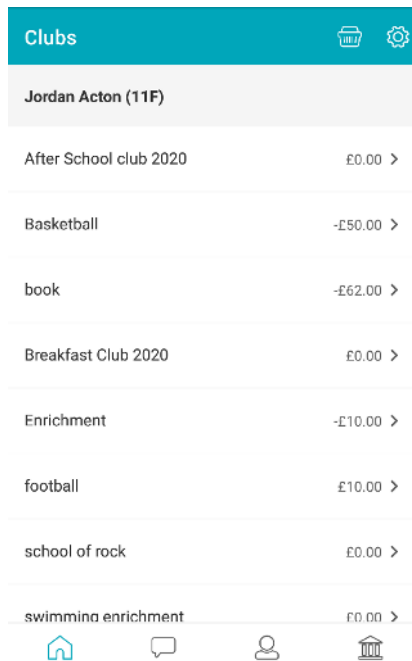 Clubs
Jordan Acton (11F)
After School club 2020 £0.00
Basketball -£50.00
book -£62.00
Breakfast Club 2020 £0.00
Enrichment -£10.00
football £10.00
school of rock £0.00
swimming enrichment £0.00